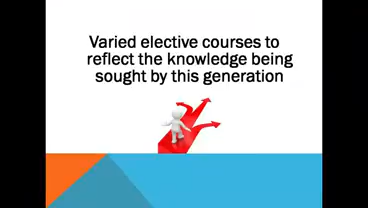 Varied elective courses to
reflect the knowledge being
sought by this generation